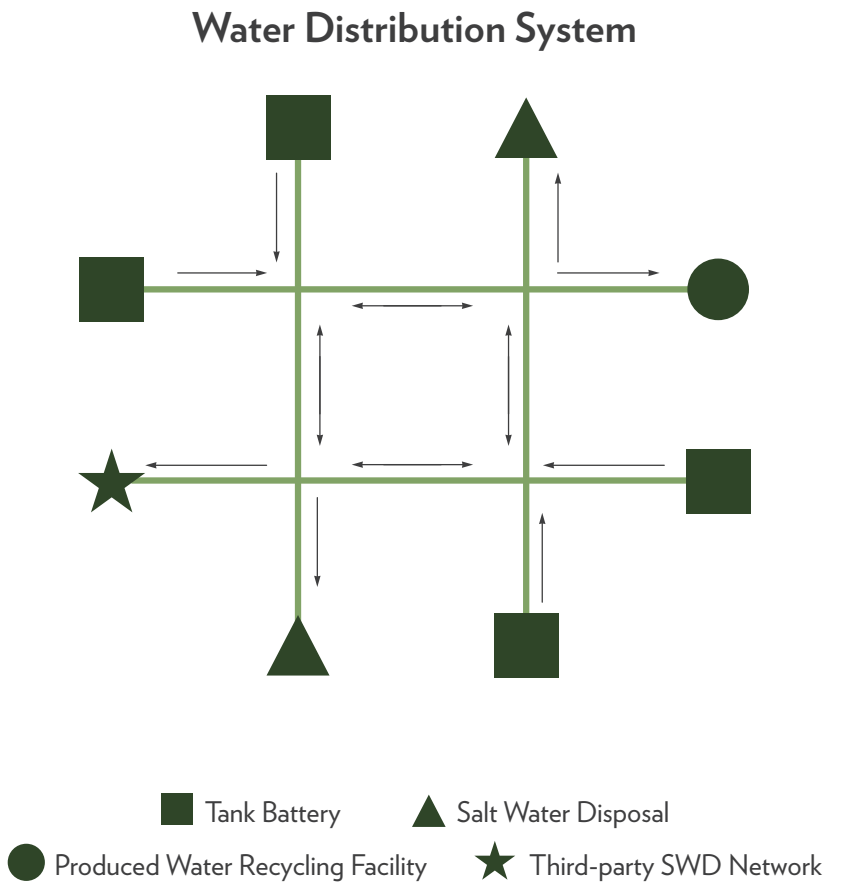 Water Distribution System
Tank Battery
Salt Water Disposal
Produced Water Recycling Facility
Third-party SWD Network